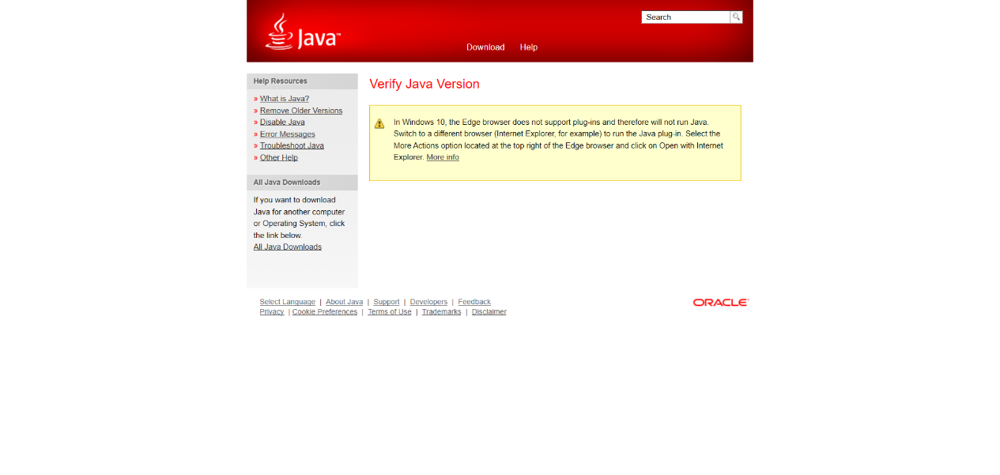 Java™
Search
Download Help
Help Resources
» What is Java?
» Remove Older Versions
» Disable Java
» Error Messages
» Troubleshoot Java
» Other Help
All Java Downloads
If you want to download
Java for another computer
or Operating System, click
the link below.
All Java Downloads
Verify Java Version
In Windows 10, the Edge browser does not support plug-ins and therefore will not run Java.
Switch to a different browser (Internet Explorer, for example) to run the Java plug-in. Select the
More Actions option located at the top right of the Edge browser and click on Open with Internet
Explorer. More info
Select Language | About Java | Support | Developers | Feedback
Privacy | Cookie Preferences | Terms of Use | Trademarks | Disclaimer
ORACLE